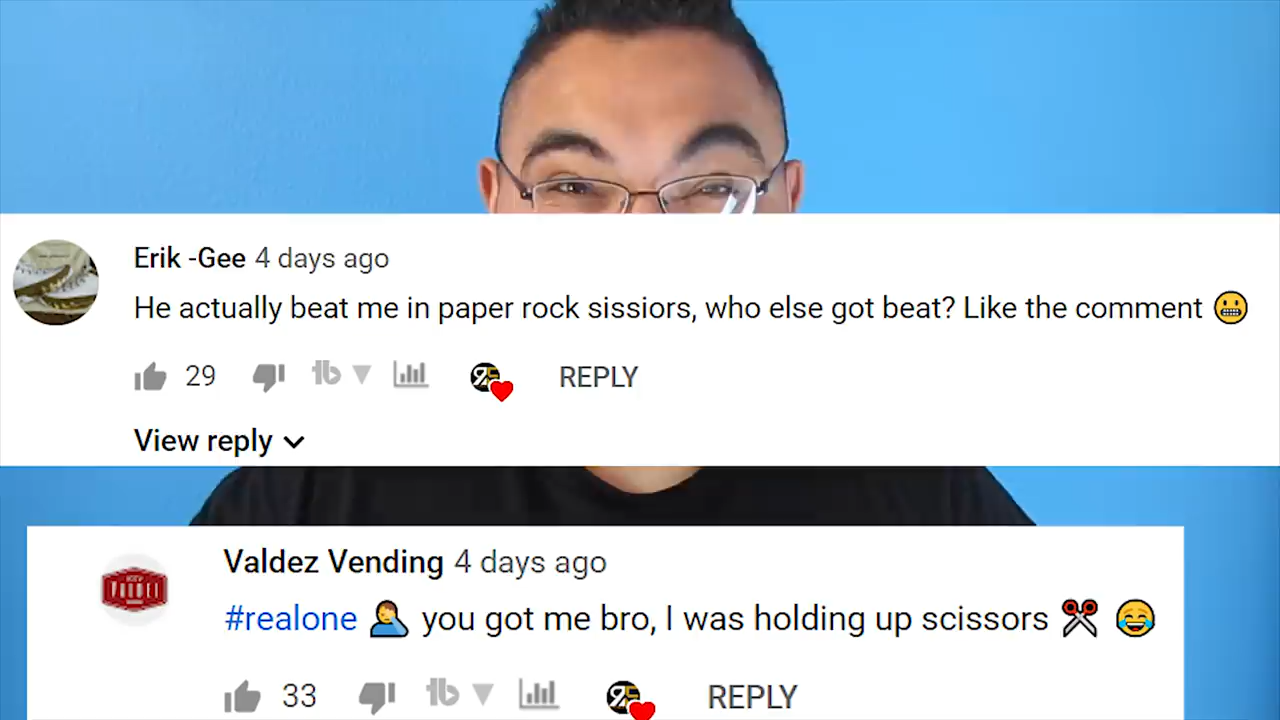 Erik -Gee 4 days ago
He actually beat me in paper rock sissiors, who else got beat? Like the comment 😬
29 REPLY
View reply
Valdez Vending 4 days ago
#realone 🤦‍♂️ you got me bro, I was holding up scissors ✂️ 😂
33 REPLY